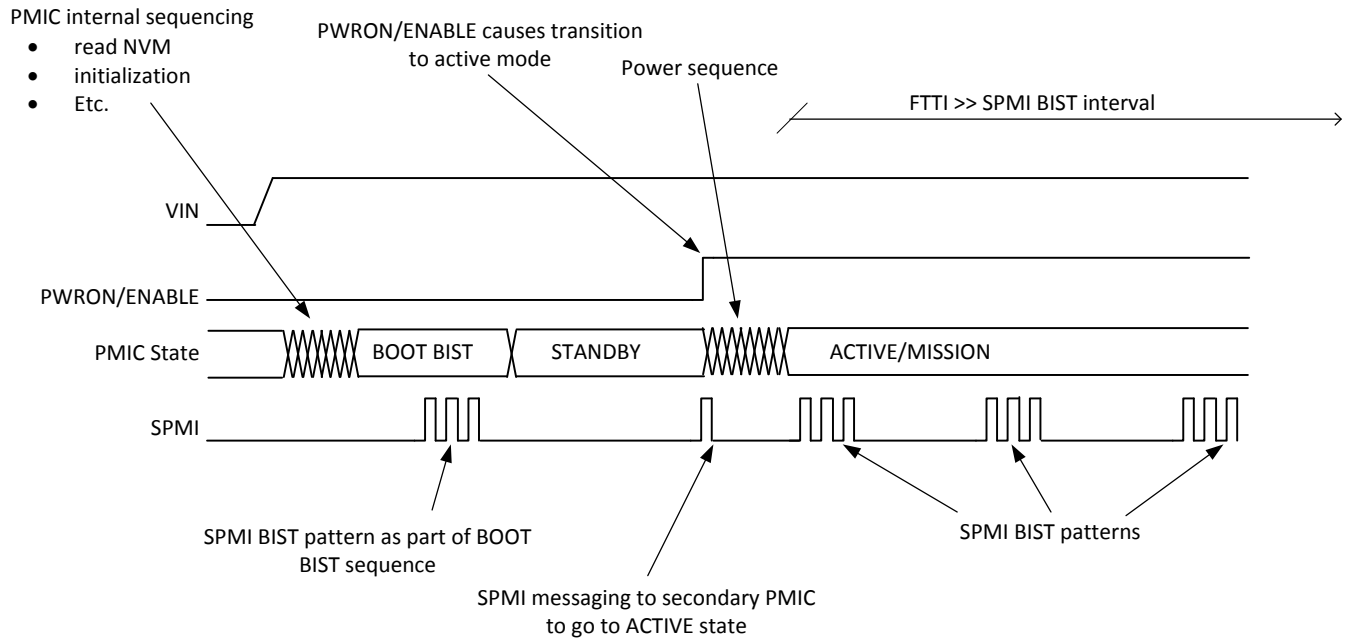 PMIC internal sequencing
• read NVM
• initialization
• Etc.
PWRON/ENABLE causes transition
to active mode
Power sequence
FTTI >> SPMI BIST interval
VIN
PWRON/ENABLE
PMIC State
BOOT BIST
STANDBY
ACTIVE/MISSION
SPMI
SPMI BIST pattern as part of BOOT
BIST sequence
SPMI messaging to secondary PMIC
to go to ACTIVE state
SPMI BIST patterns